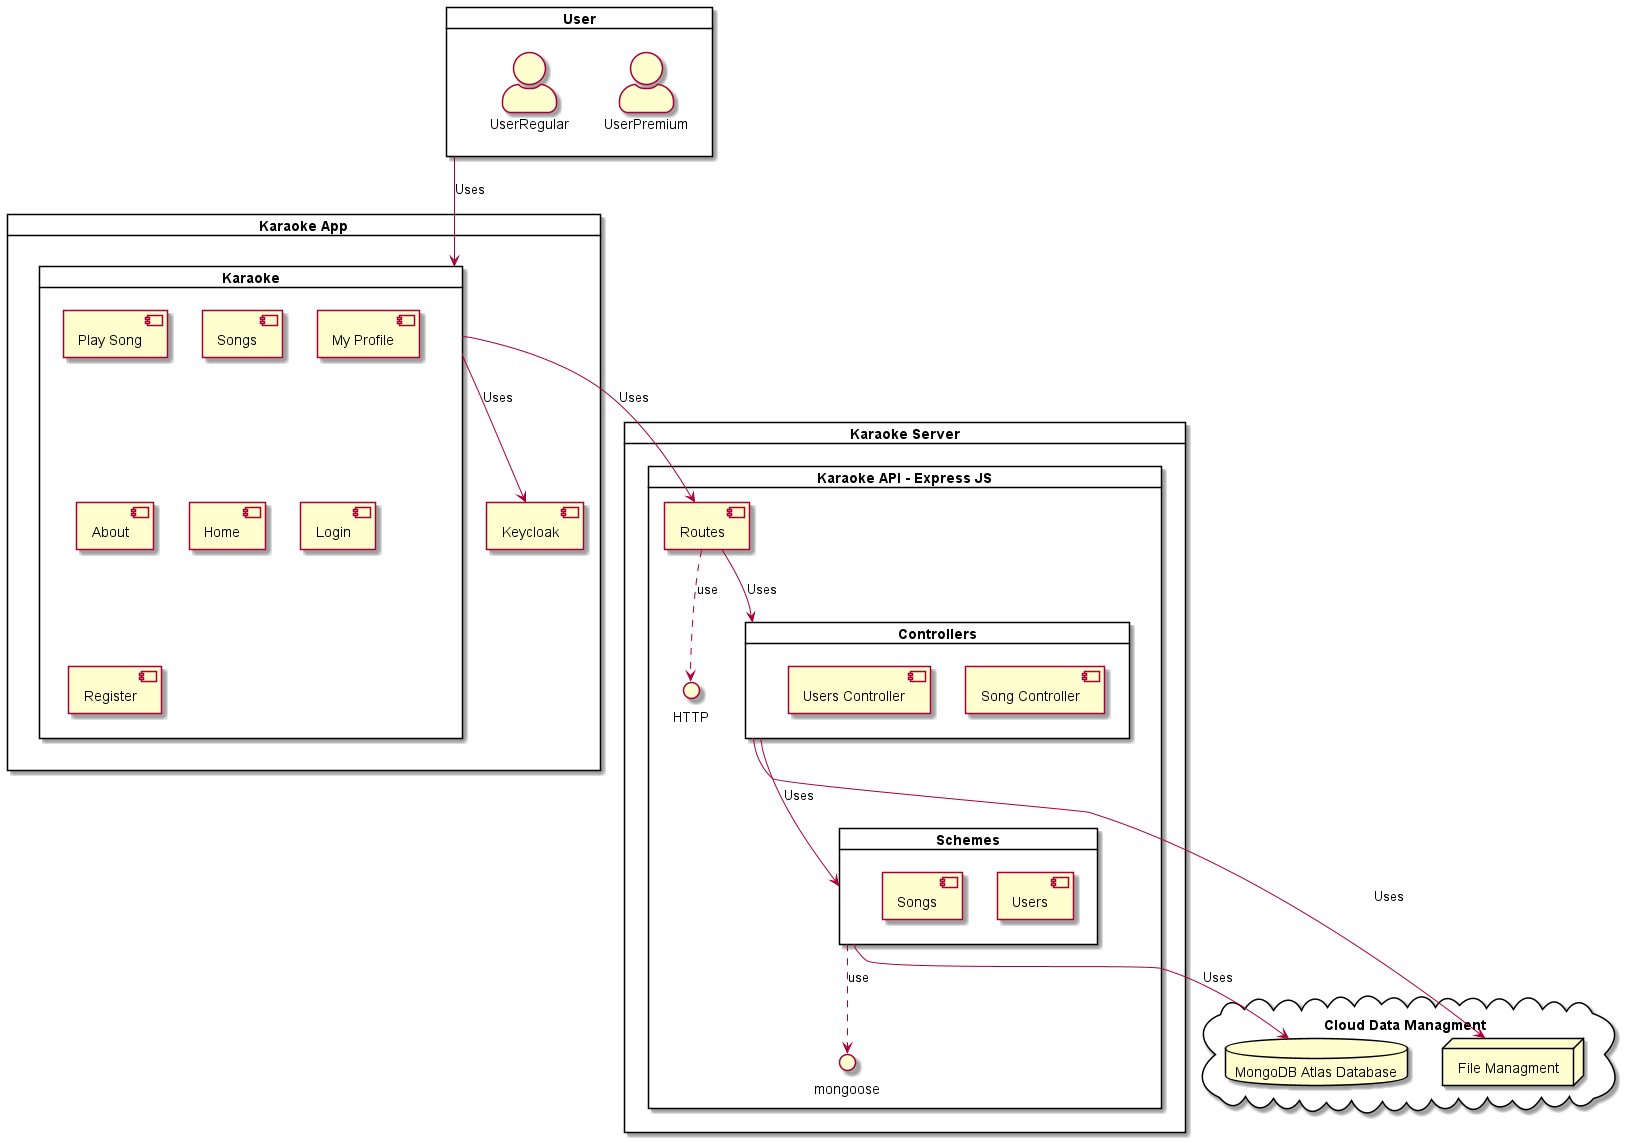 User
UserRegular
UserPremium
Uses
Karaoke App
Karaoke
Play Song
Songs
My Profile
Uses
Uses
Karaoke Server
Karaoke API - Express JS
About
Home
Login
Keycloak
Routes
use
Uses
Controllers
Register
Users Controller
Song Controller
HTTP
Uses
Schemes
Uses
Songs
Users
use
Uses
Cloud Data Managment
MongoDB Atlas Database
File Managment
mongoose